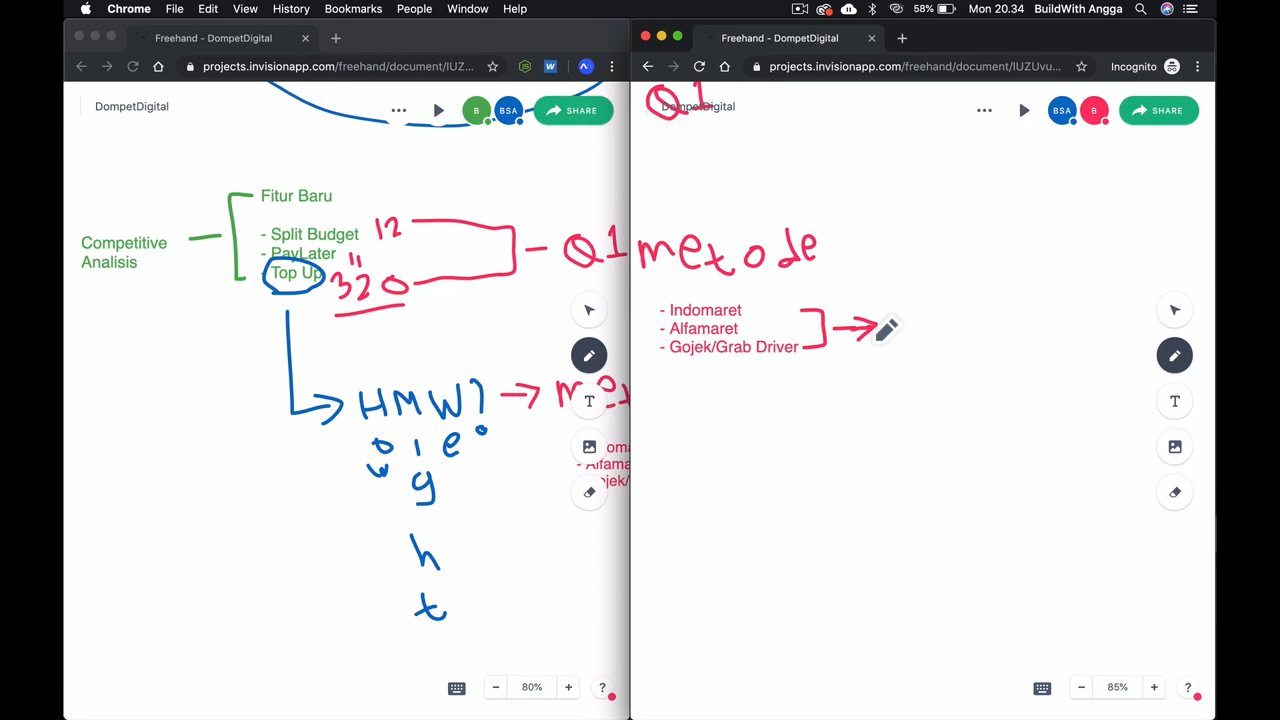 Chrome File Edit View History Bookmarks People Window Help 58% Mon 20.34 BuildWith Angga
Freehand - DompetDigital
projects.invisionapp.com/freehand/document/IUZ...
DompetDigital
B BSA SHARE
Fitur Baru
- Split Budget 12
- PayLater 11
- Top Up 320
Competitive
Analisis
Q1
HMW?
o i e
w g
h
t
T
80%
?
Freehand - DompetDigital
projects.invisionapp.com/freehand/document/IUZUvu...
Incognito
Q1
DompetDigital
BSA B SHARE
metode
- Indomaret
- Alfamaret
- Gojek/Grab Driver
T
85%
?